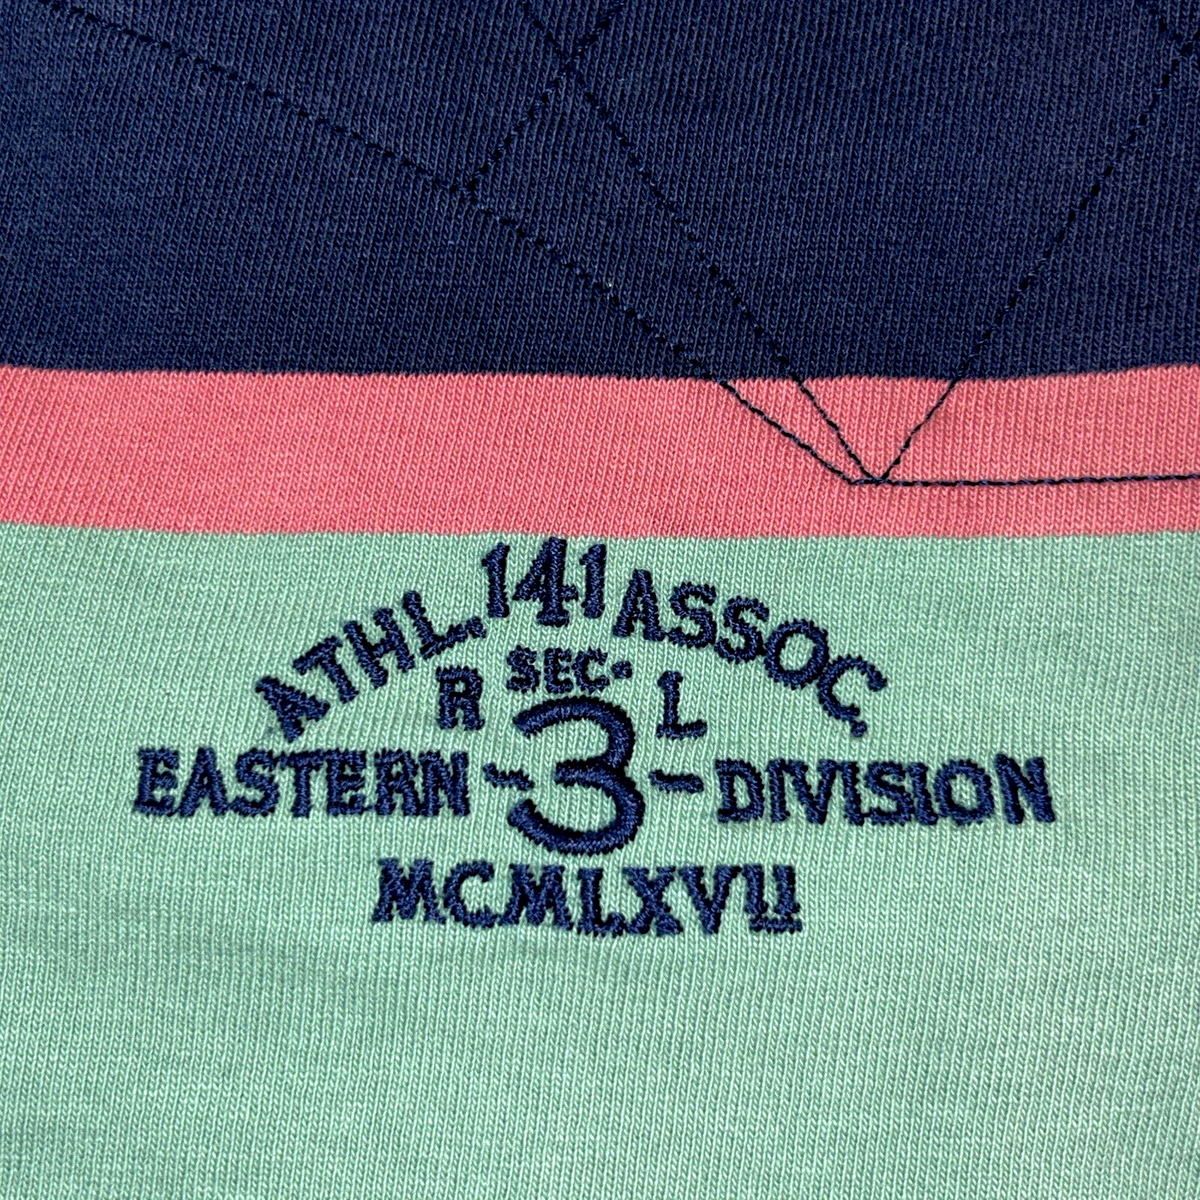 ATHL. 141 ASSOC.
R SEC. L
EASTERN -3- DIVISION
MCMLXVII